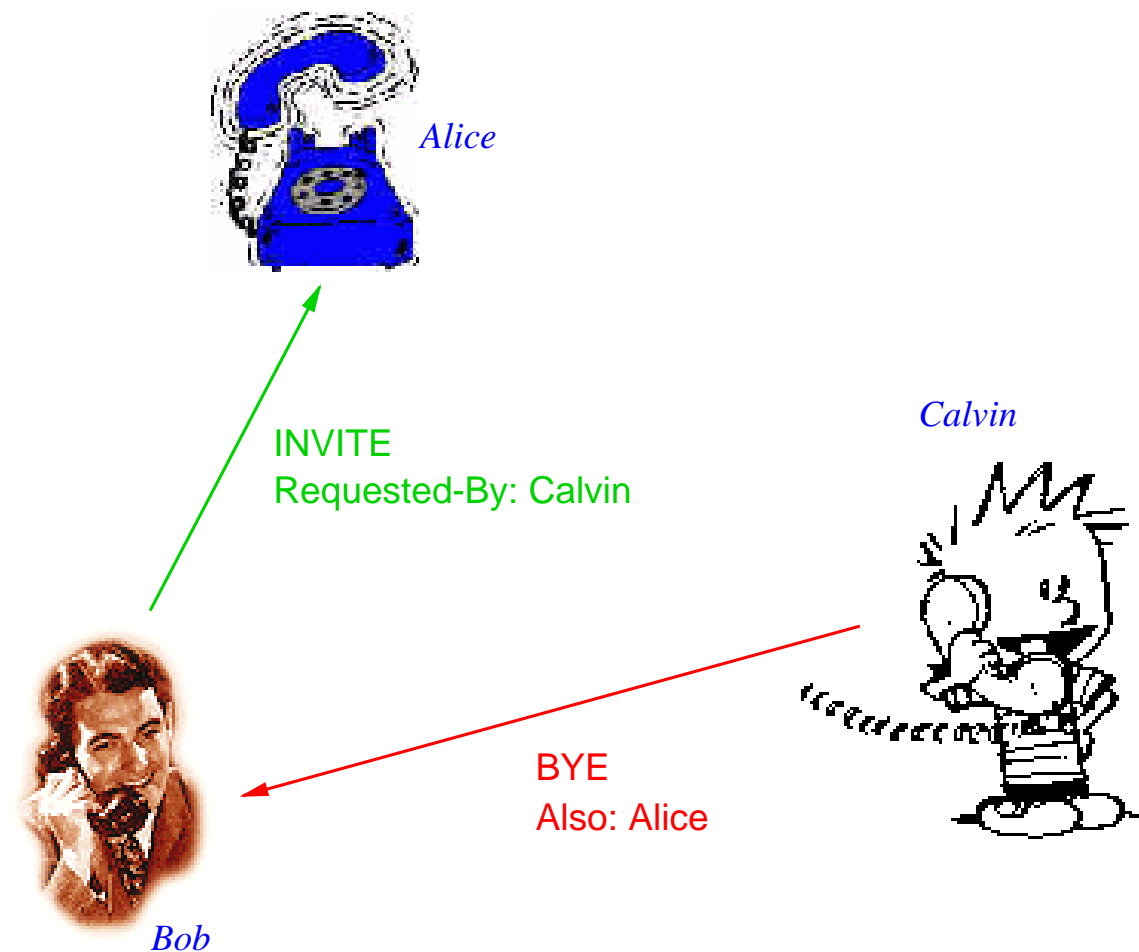 Alice
Calvin
INVITE
Requested-By: Calvin
BYE
Also: Alice
Bob